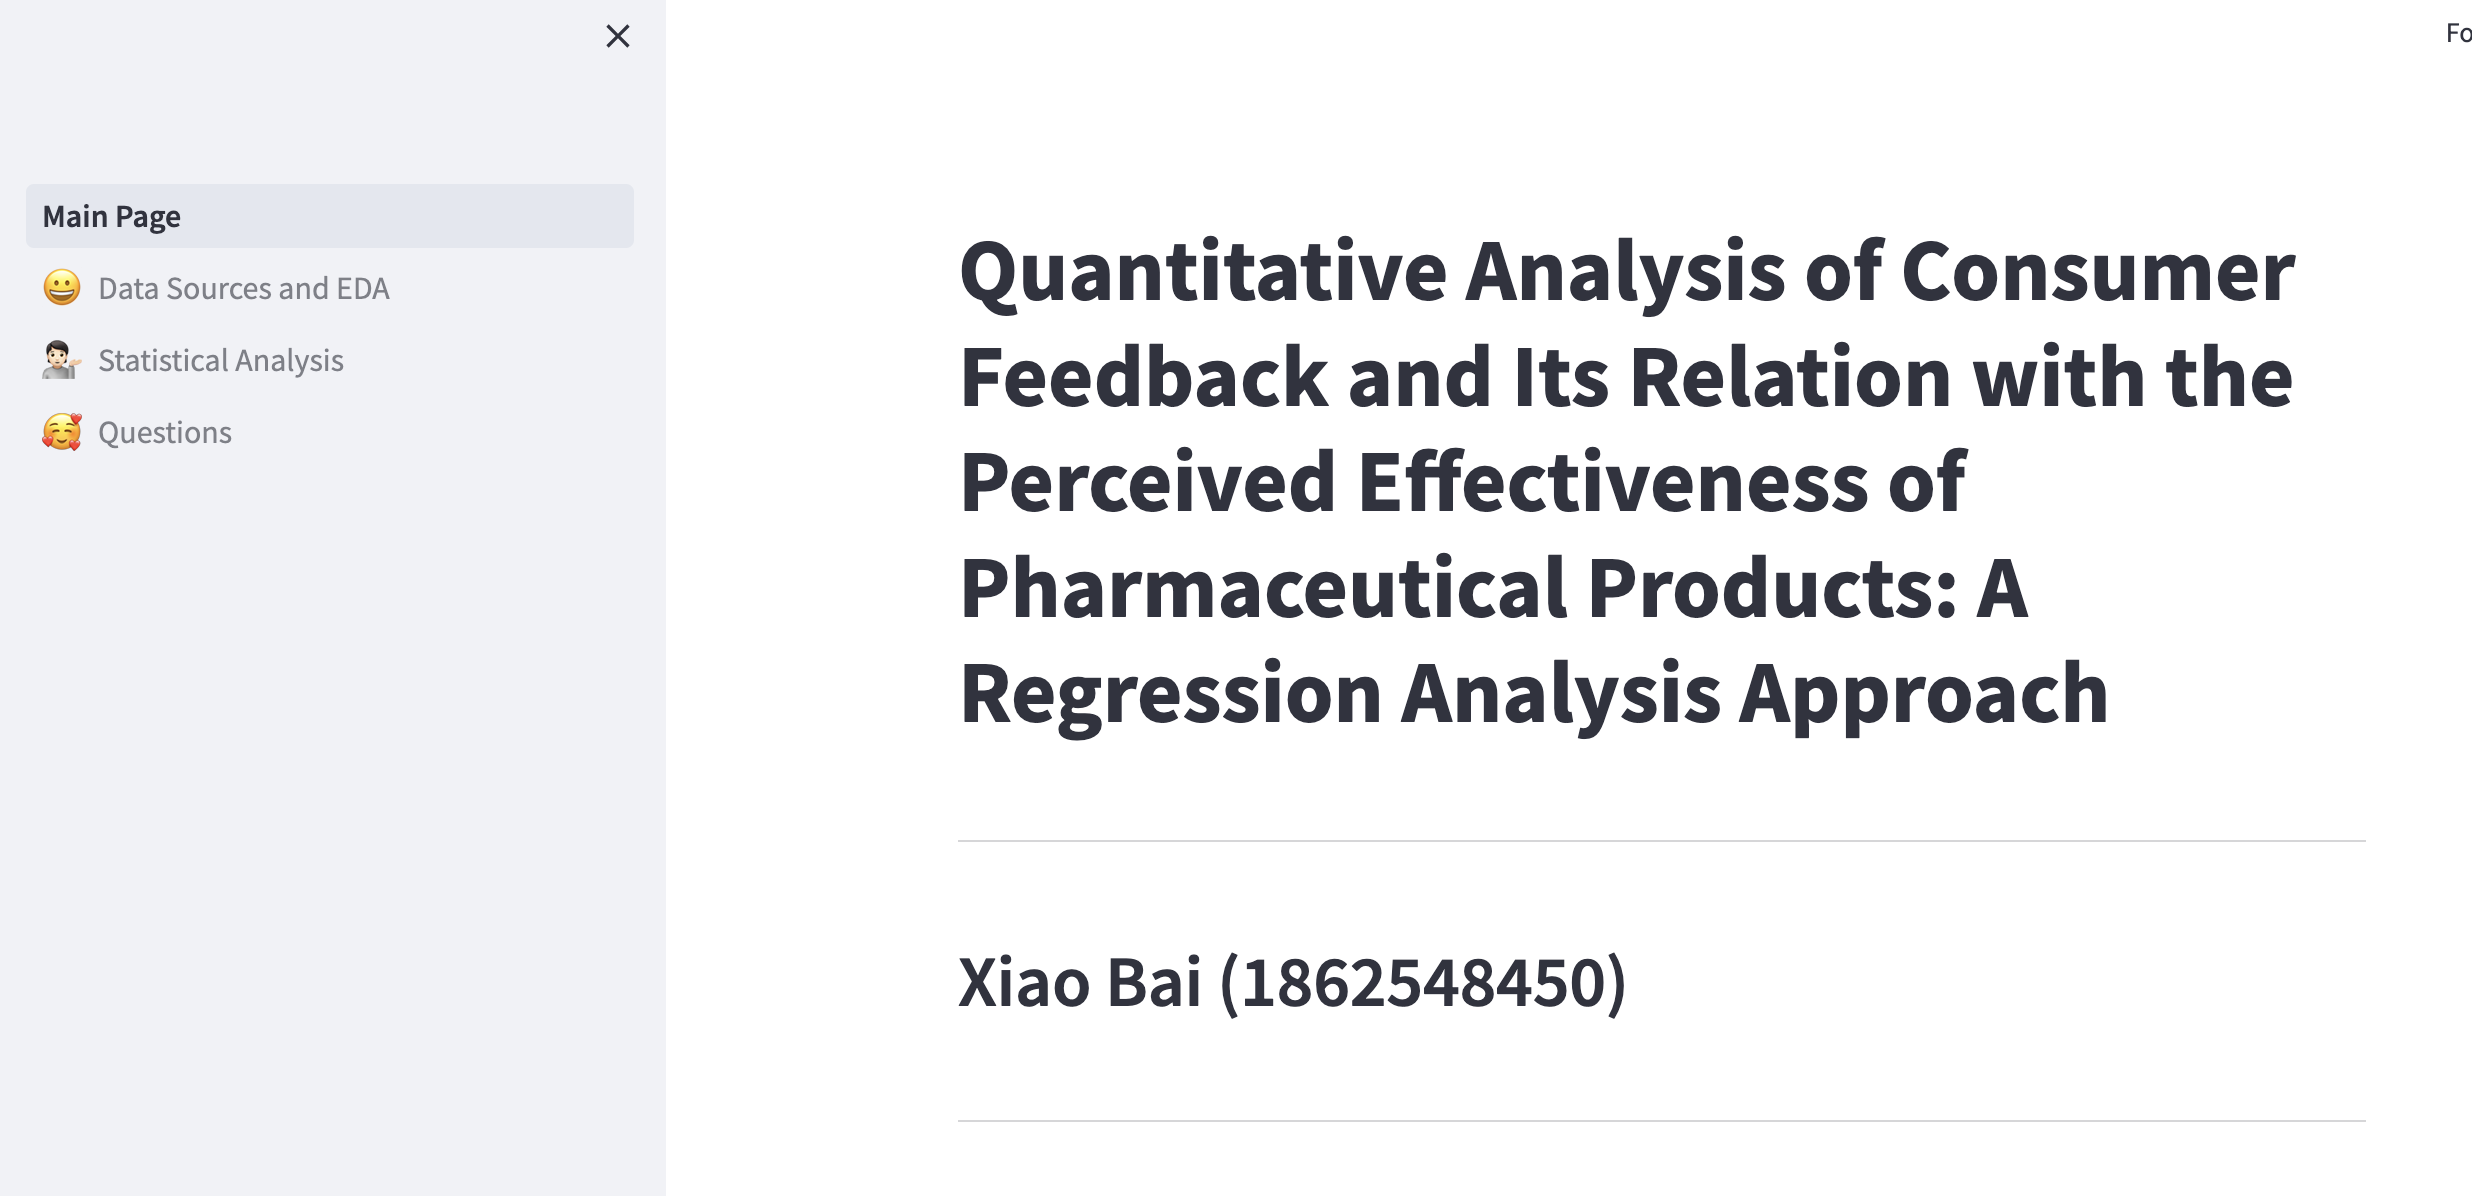 Fo
Main Page
Data Sources and EDA
Statistical Analysis
Questions
Quantitative Analysis of Consumer
Feedback and Its Relation with the
Perceived Effectiveness of
Pharmaceutical Products: A
Regression Analysis Approach
Xiao Bai (1862548450)